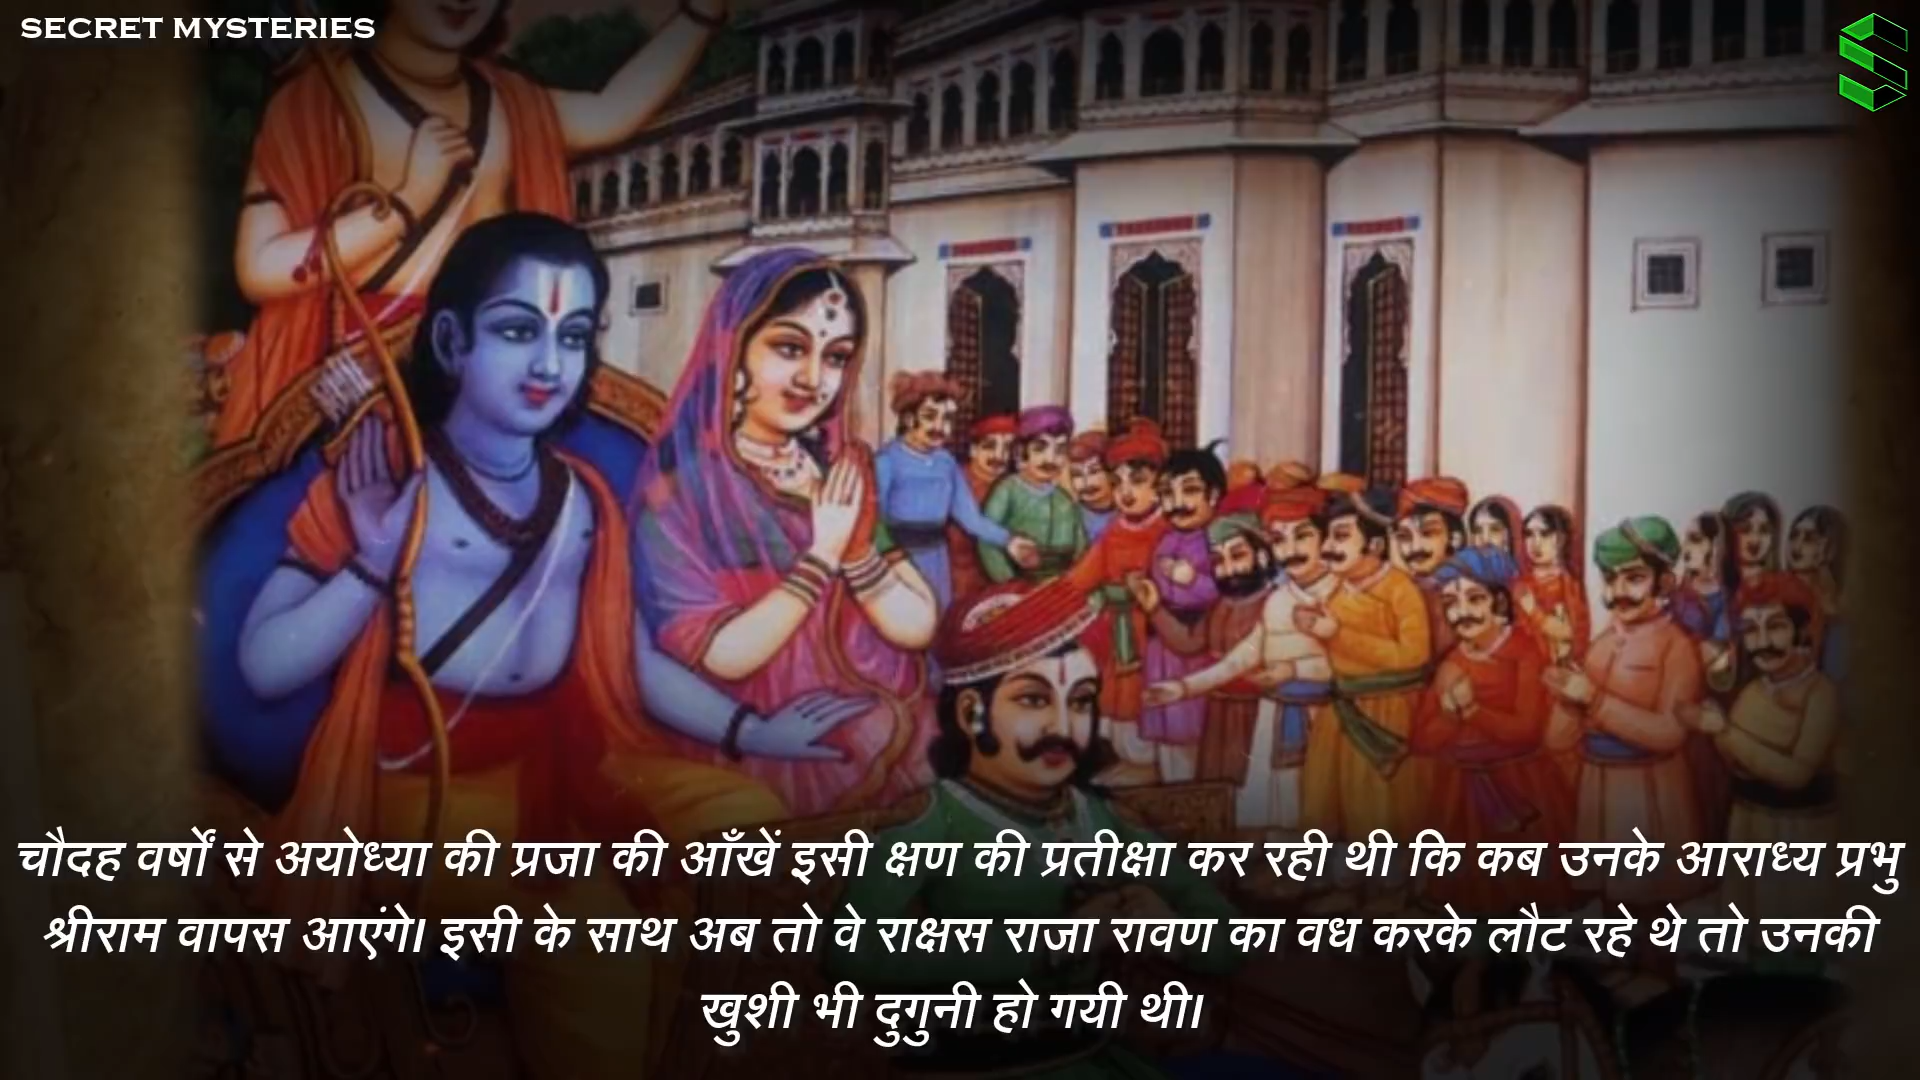 SECRET MYSTERIES
चौदह वर्षों से अयोध्या की प्रजा की आँखें इसी क्षण की प्रतीक्षा कर रही थी कि कब उनके आराध्य प्रभु
श्रीराम वापस आएंगे। इसी के साथ अब तो वे राक्षस राजा रावण का वध करके लौट रहे थे तो उनकी
खुशी भी दुगुनी हो गयी थी।